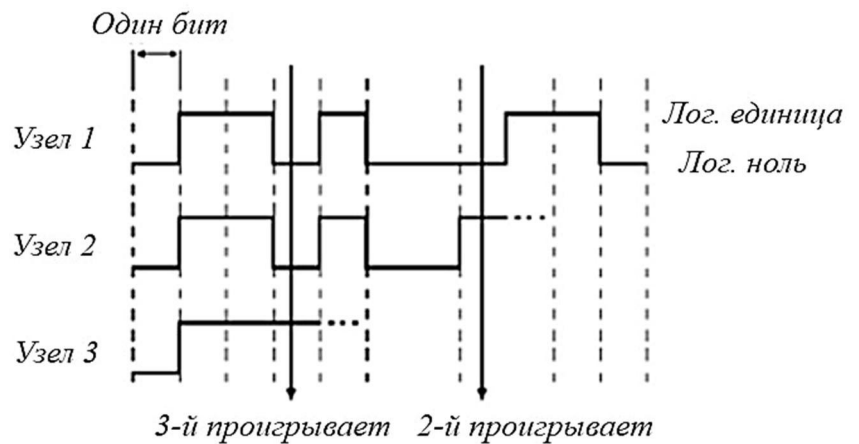 Один бит
Узел 1
Лог. единица
Лог. ноль
Узел 2
Узел 3
3-й проигрывает
2-й проигрывает